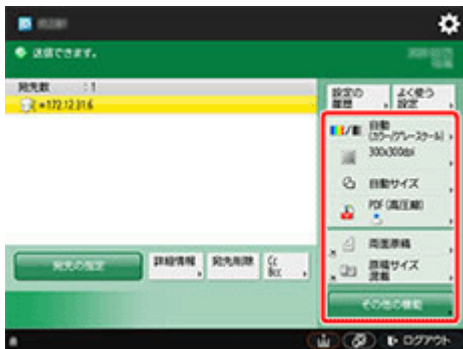 送信できます。
宛先数 :1
設定の
履歴
よく使う
設定
自動
(カラー/グレースケール)
300x300dpi
自動サイズ
PDF (高圧縮)
両面原稿
原稿サイズ
混載
宛先の指定
詳細情報
宛先削除
Cc
Bcc
その他の機能
ログアウト